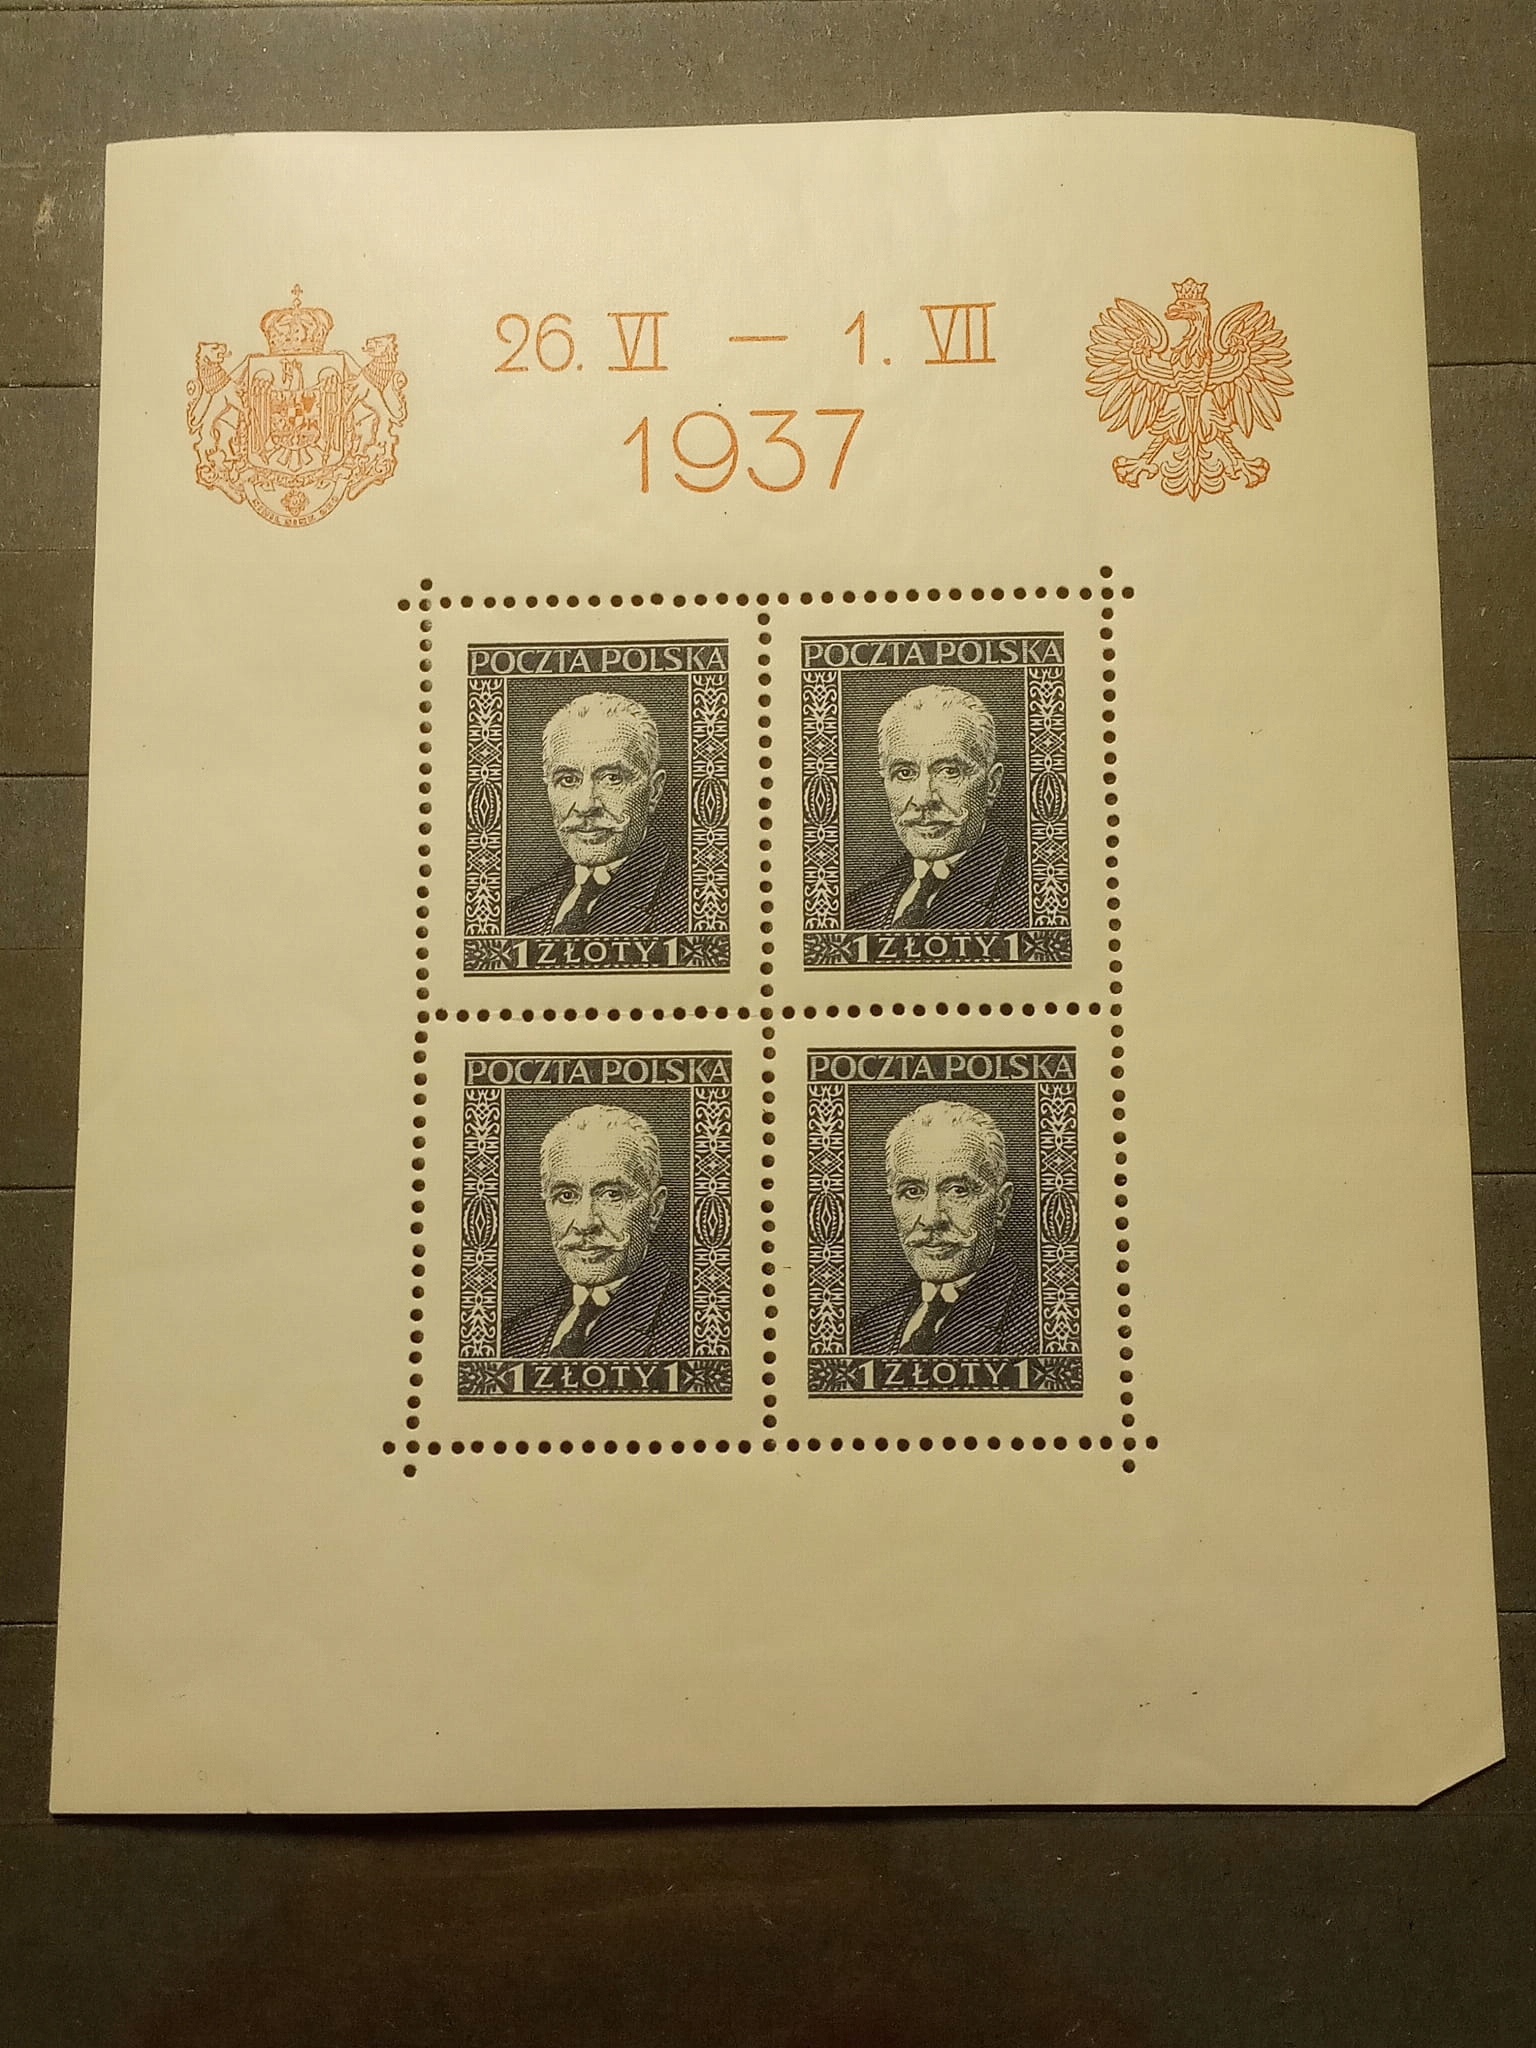 26. VI — 1. VII
1937
POCZTA POLSKA
1 ZŁOTY 1
POCZTA POLSKA
1 ZŁOTY 1
POCZTA POLSKA
1 ZŁOTY 1
POCZTA POLSKA
1 ZŁOTY 1